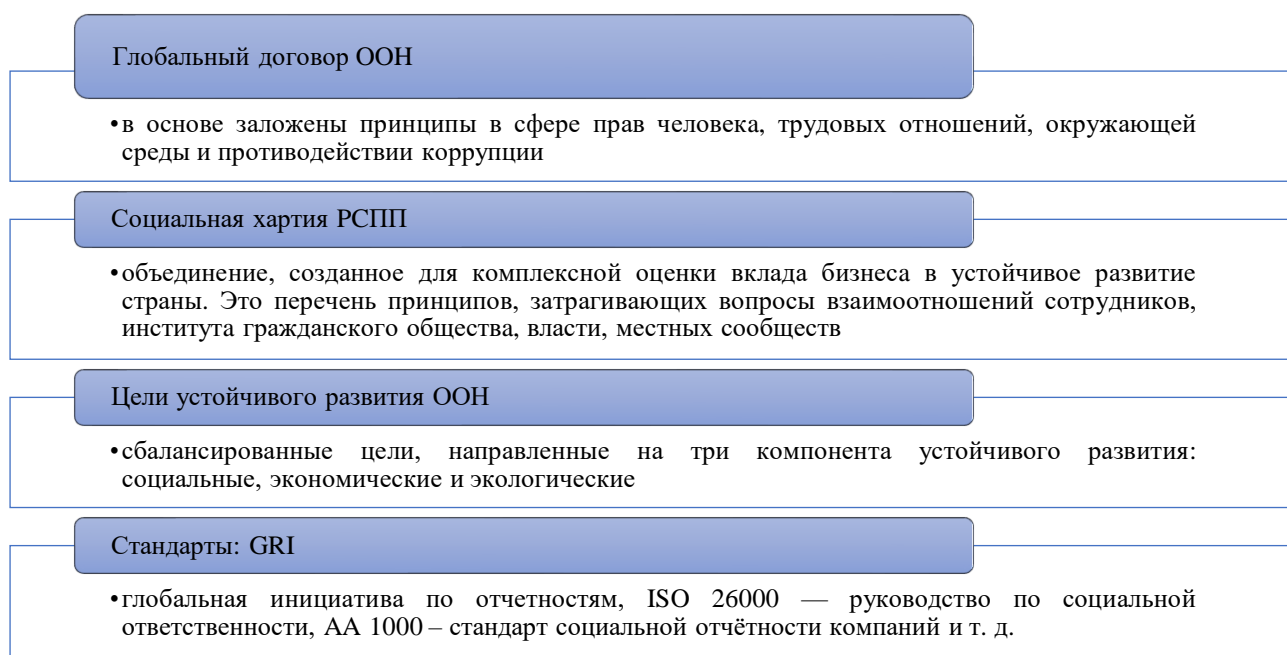 Глобальный договор ООН
•в основе заложены принципы в сфере прав человека, трудовых отношений, окружающей
среды и противодействии коррупции
Социальная хартия РСПП
•объединение, созданное для комплексной оценки вклада бизнеса в устойчивое развитие
страны. Это перечень принципов, затрагивающих вопросы взаимоотношений сотрудников,
института гражданского общества, власти, местных сообществ
Цели устойчивого развития ООН
•сбалансированные цели, направленные на три компонента устойчивого развития:
социальные, экономические и экологические
Стандарты: GRI
•глобальная инициатива по отчетностям, ISO 26000 — руководство по социальной
ответственности, АА 1000 – стандарт социальной отчётности компаний и т. д.